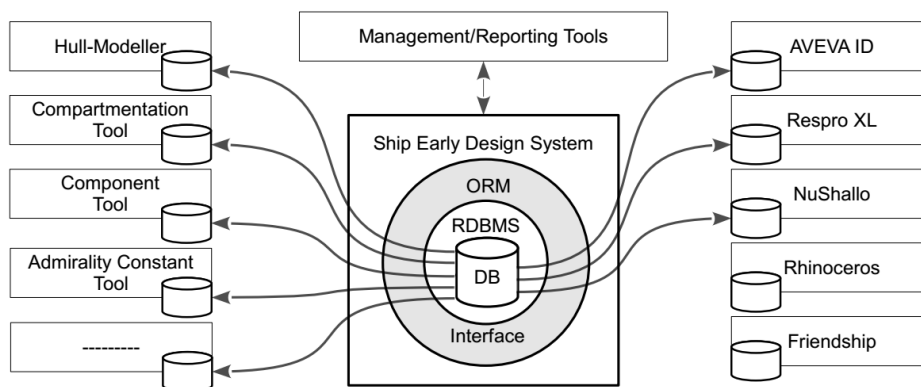 Hull-Modeller
Compartmentation
Tool
Component
Tool
Admirality Constant
Tool
---------
Management/Reporting Tools
Ship Early Design System
ORM
RDBMS
DB
Interface
AVEVA ID
Respro XL
NuShallo
Rhinoceros
Friendship